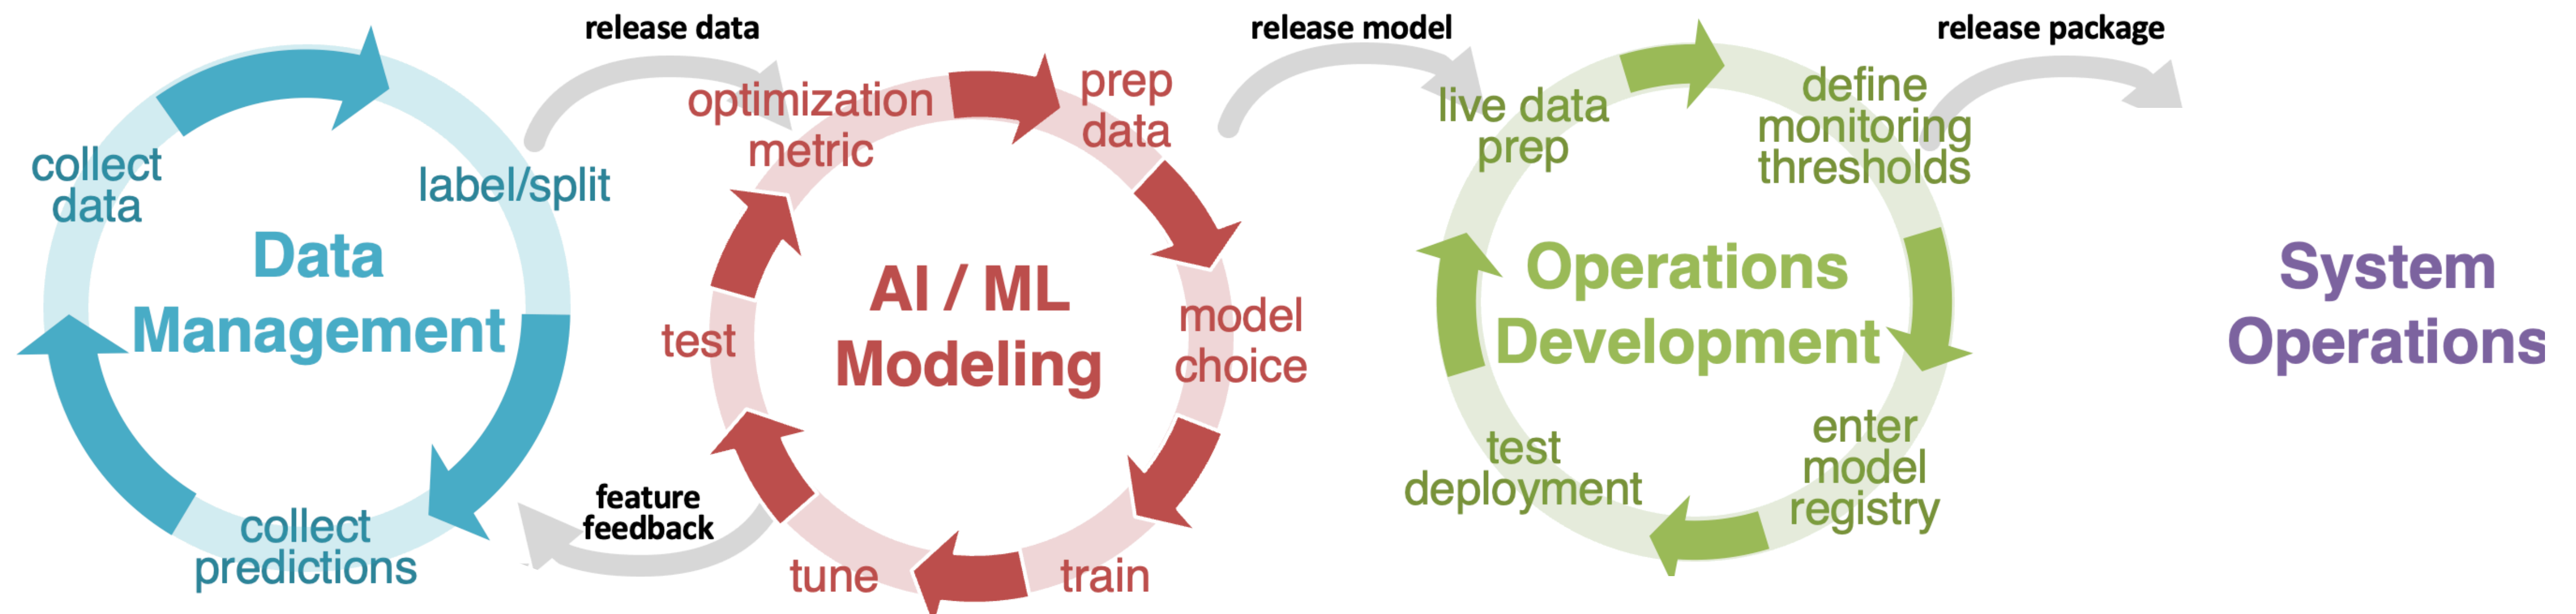 release data
release model
release package
collect
data
label/split
Data
Management
collect
predictions
feature
feedback
optimization
metric
prep
data
model
choice
train
tune
test
AI / ML
Modeling
live data
prep
define
monitoring
thresholds
enter
model
registry
test
deployment
Operations
Development
System
Operations